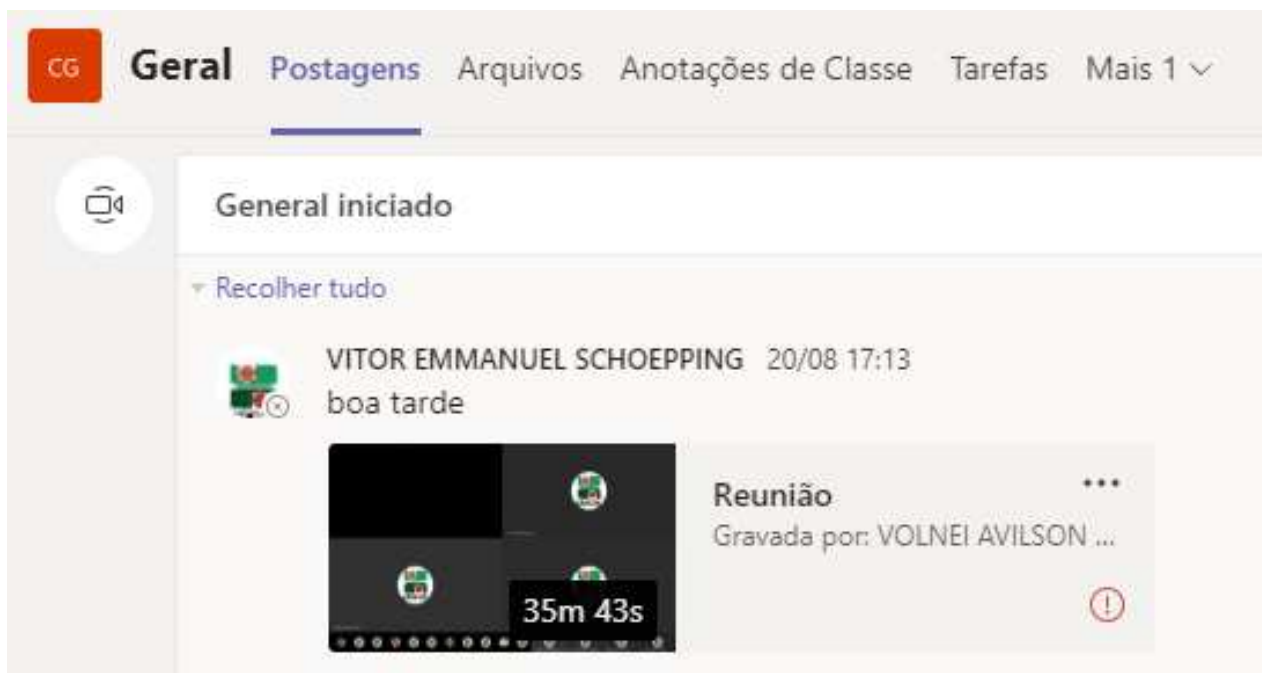 CG Geral Postagens Arquivos Anotações de Classe Tarefas Mais 1
General iniciado
Recolher tudo
VITOR EMMANUEL SCHOEPPING 20/08 17:13
boa tarde
Reunião
Gravada por: VOLNEI AVILSON ...
35m 43s